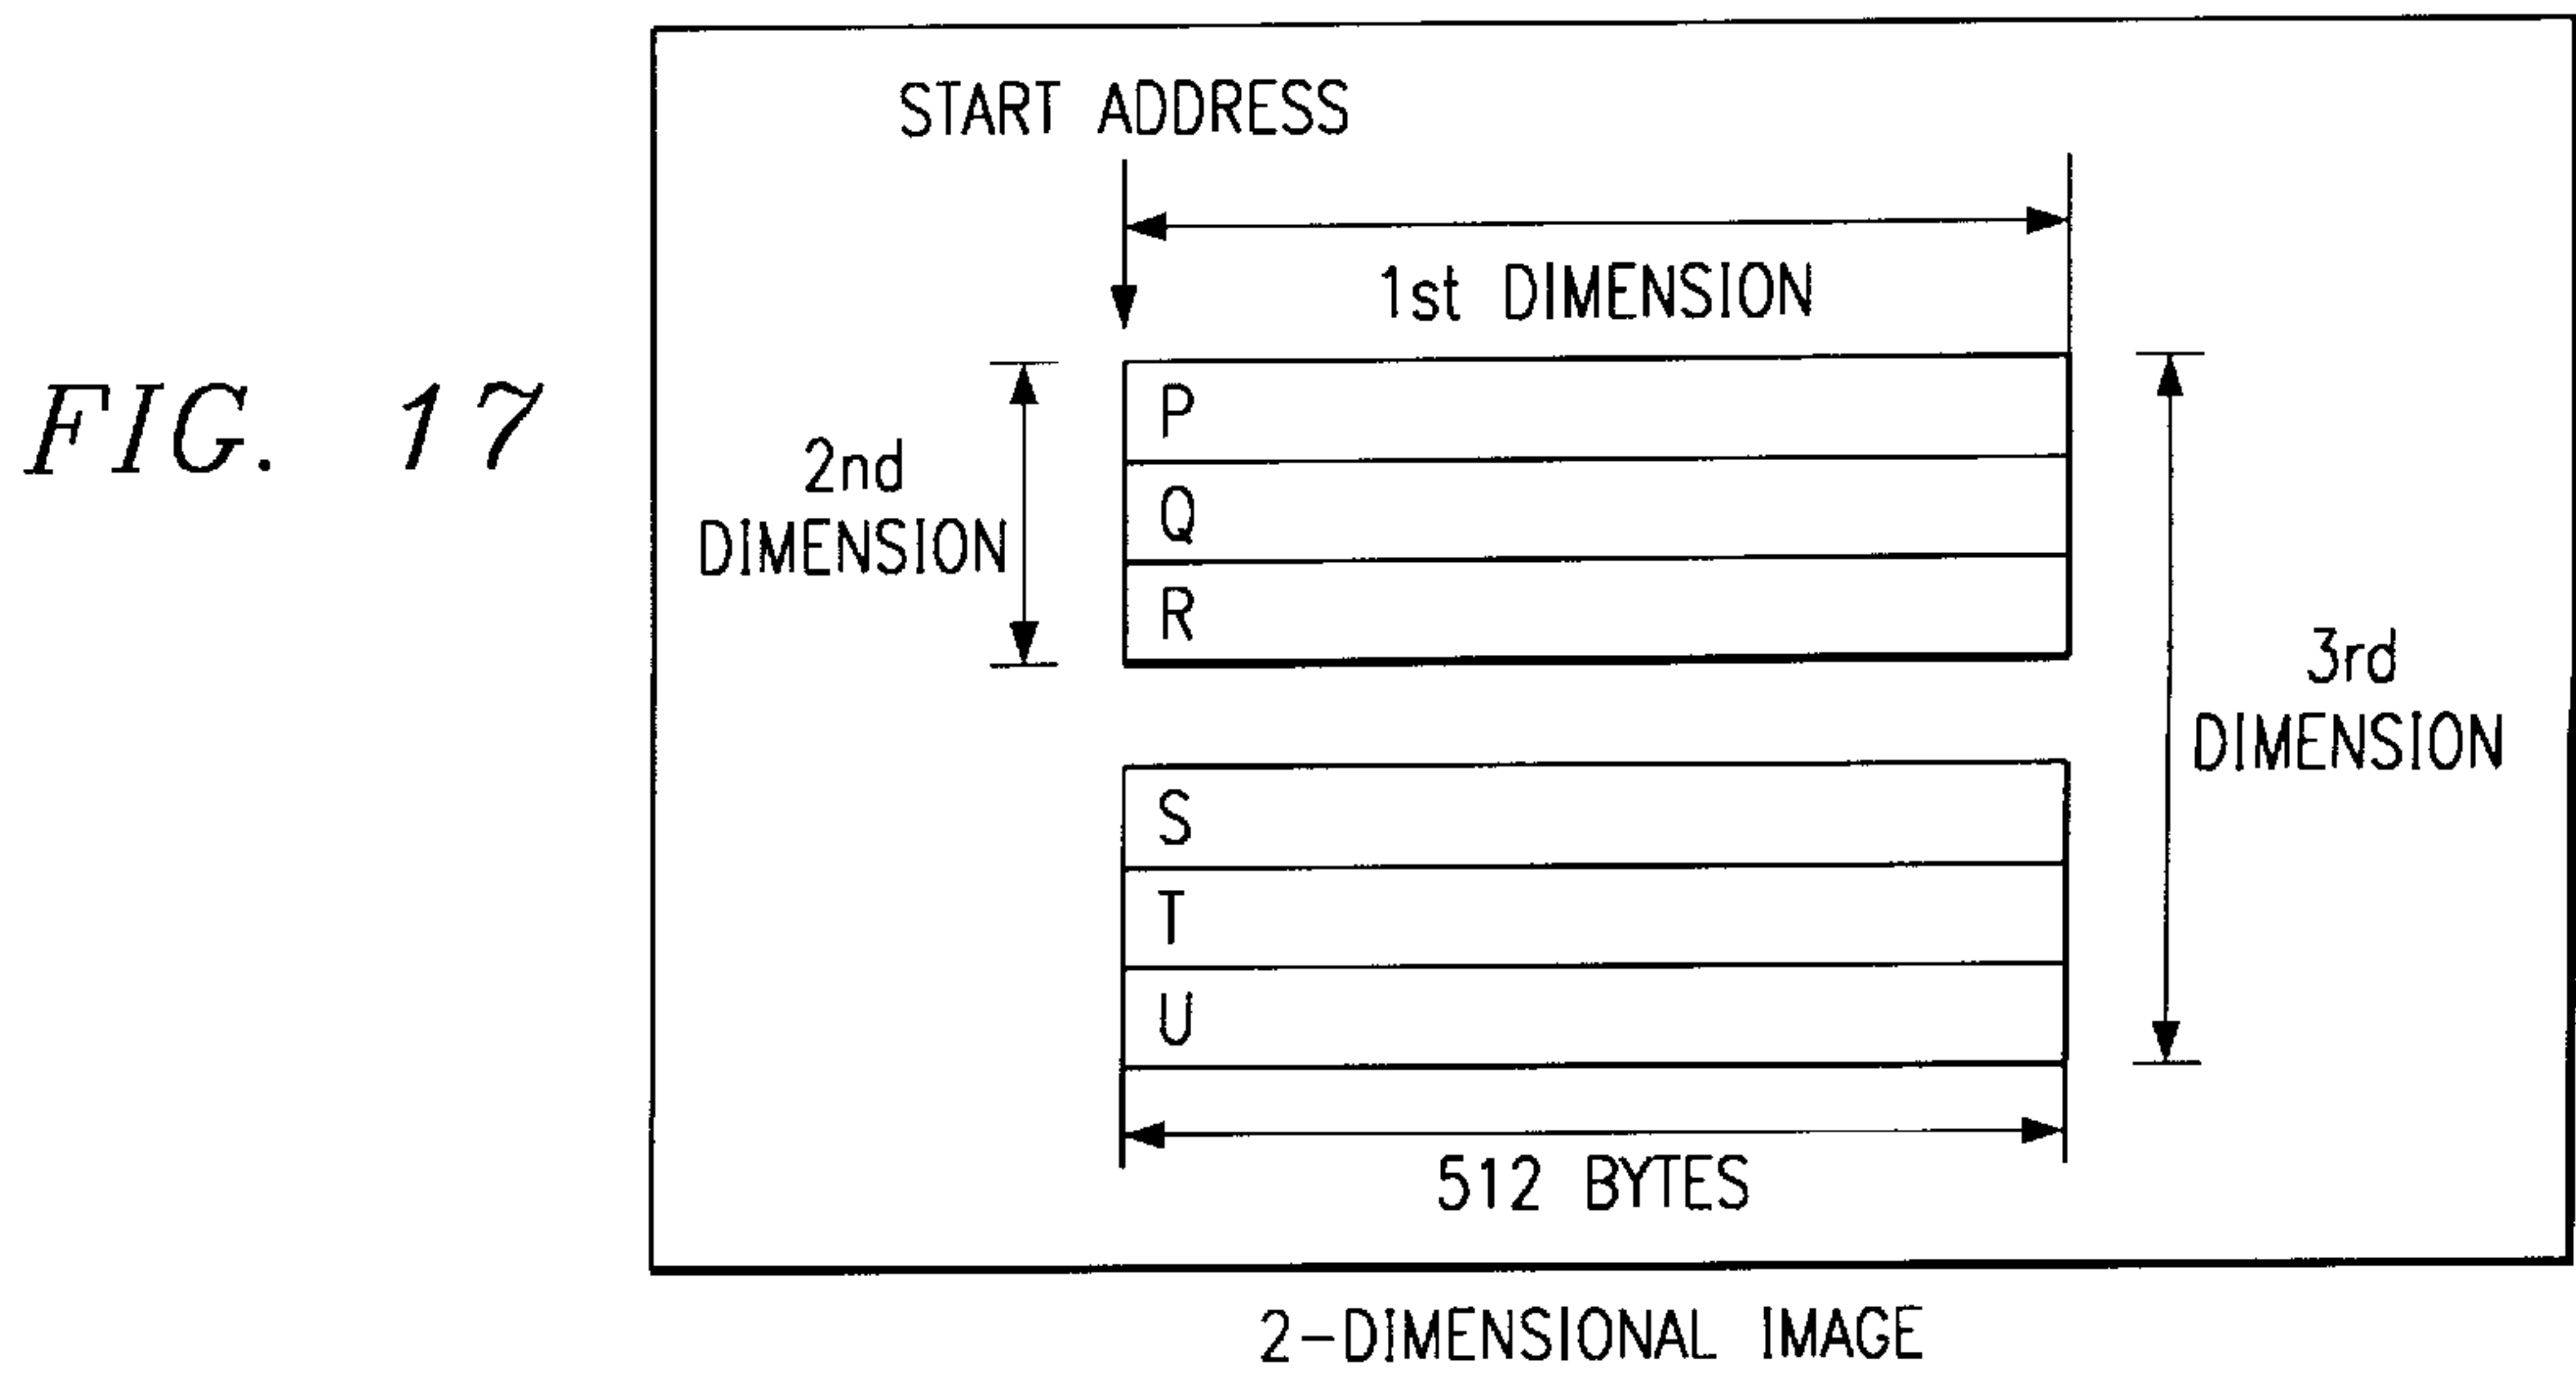 FIG. 17
START ADDRESS
1st DIMENSION
2nd
DIMENSION
P
Q
R
3rd
DIMENSION
S
T
U
512 BYTES
2-DIMENSIONAL IMAGE